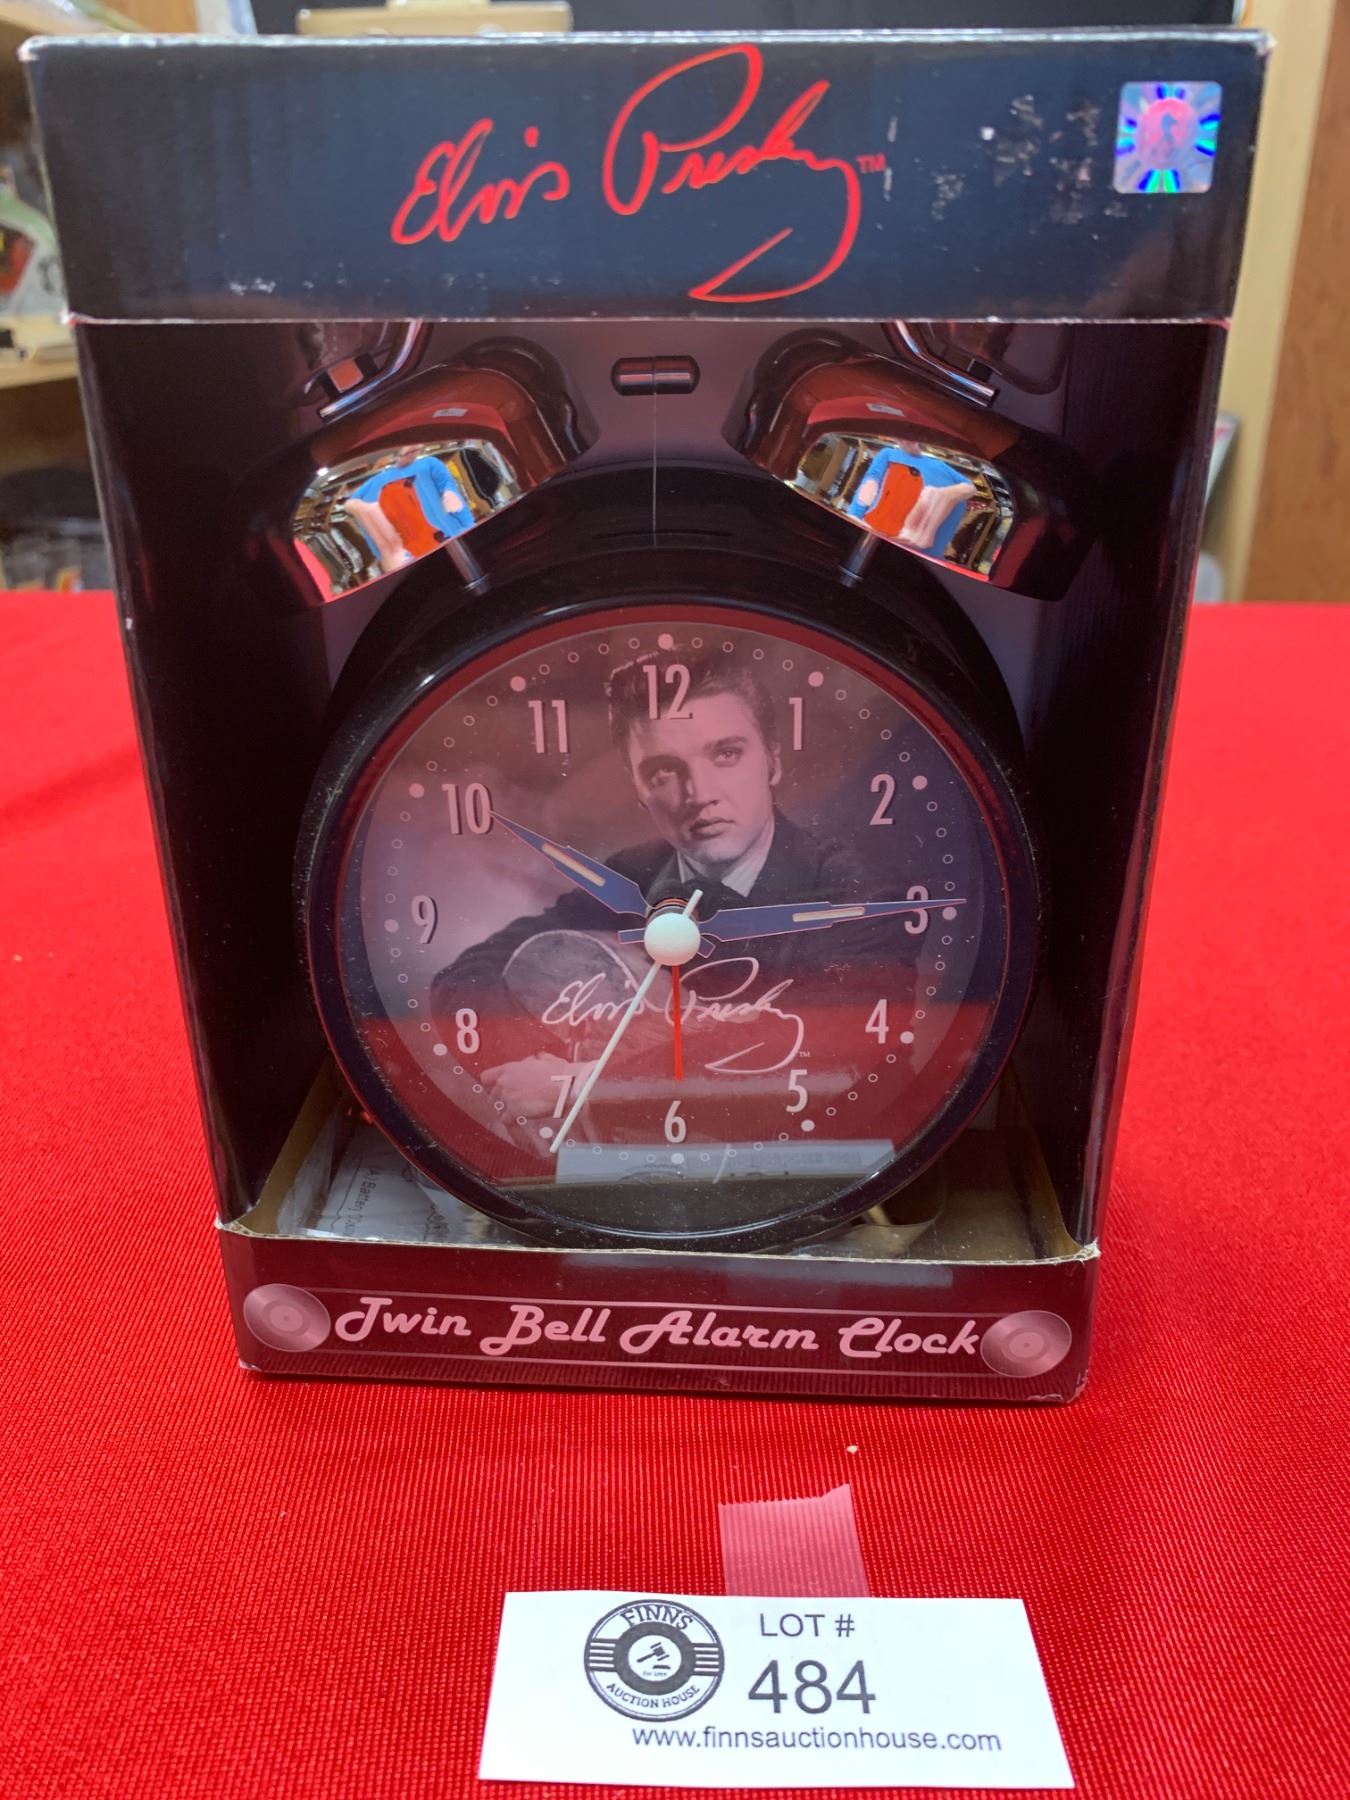 Elvis Presley™
12
11
1
10
2
9
3
Elvis Presley™
8
4
7
5
6
Twin Bell Alarm Clock
FINNS
AUCTION HOUSE
LOT #
484
www.finnsauctionhouse.com